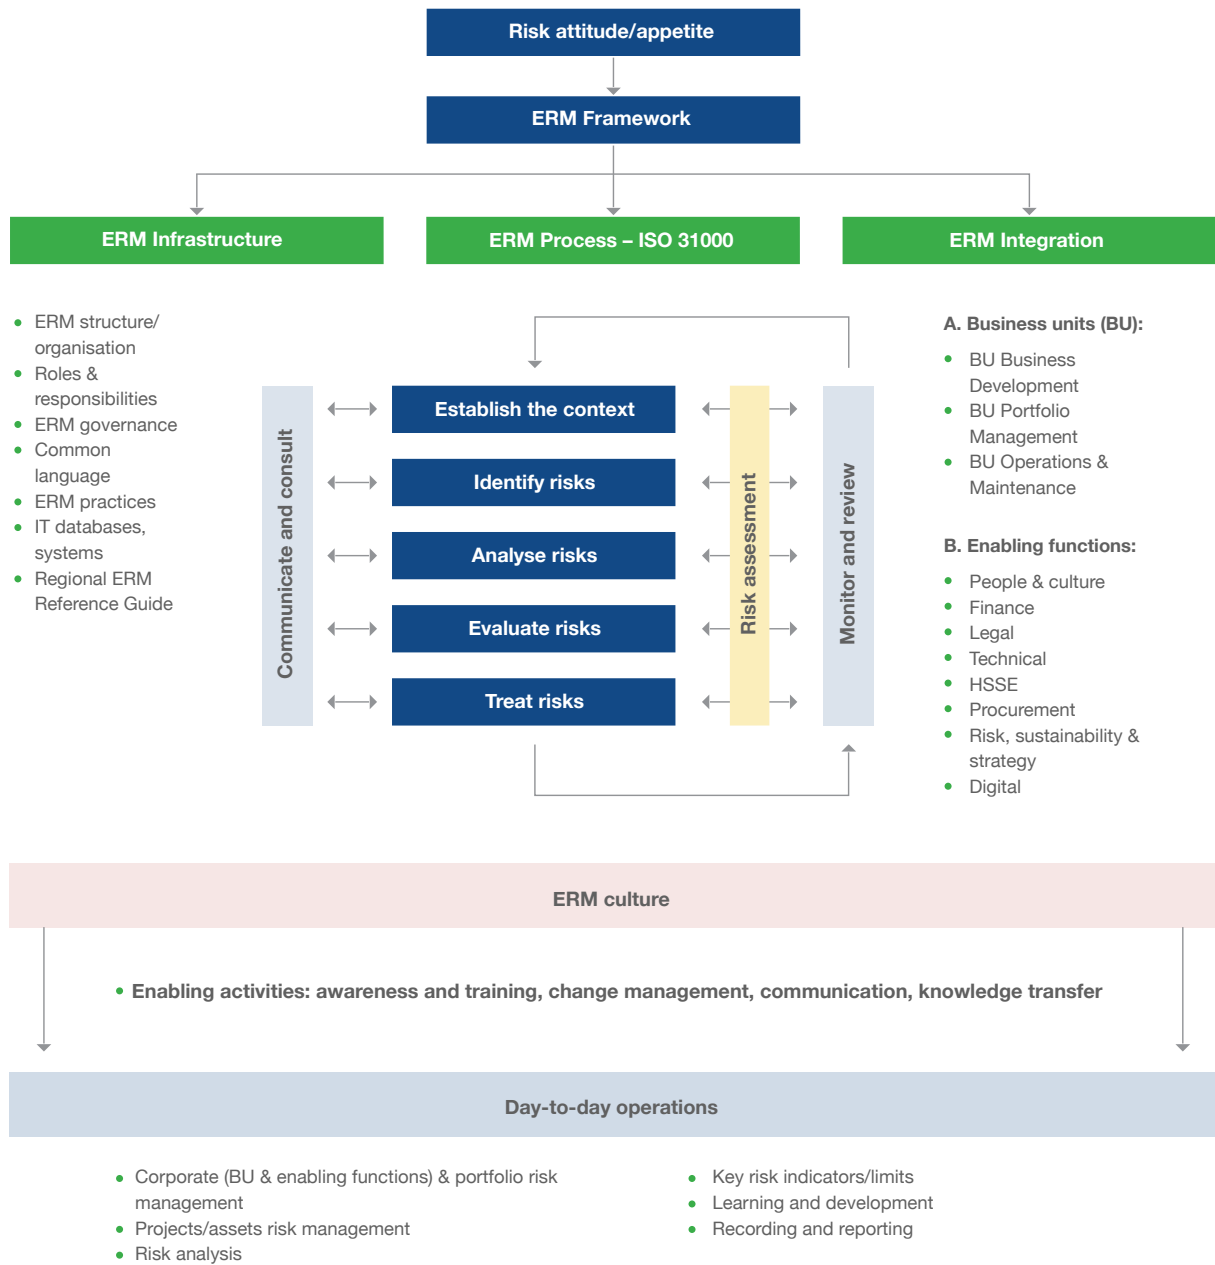 Risk attitude/appetite
ERM Framework
ERM Infrastructure
ERM Process – ISO 31000
ERM Integration
• ERM structure/
organisation
• Roles &
responsibilities
• ERM governance
• Common
language
• ERM practices
• IT databases,
systems
• Regional ERM
Reference Guide
Communicate and consult
Establish the context
Identify risks
Analyse risks
Evaluate risks
Treat risks
Risk assessment
Monitor and review
A. Business units (BU):
• BU Business
Development
• BU Portfolio
Management
• BU Operations &
Maintenance
B. Enabling functions:
• People & culture
• Finance
• Legal
• Technical
• HSSE
• Procurement
• Risk, sustainability &
strategy
• Digital
ERM culture
• Enabling activities: awareness and training, change management, communication, knowledge transfer
Day-to-day operations
• Corporate (BU & enabling functions) & portfolio risk
management
• Projects/assets risk management
• Risk analysis
• Key risk indicators/limits
• Learning and development
• Recording and reporting